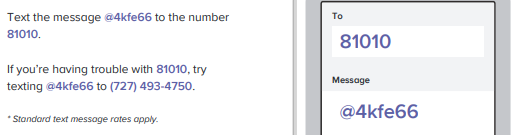 Text the message @4kfe66 to the number
81010.
If you're having trouble with 81010, try
texting @4kfe66 to (727) 493-4750.
* Standard text message rates apply.
To
81010
Message
@4kfe66